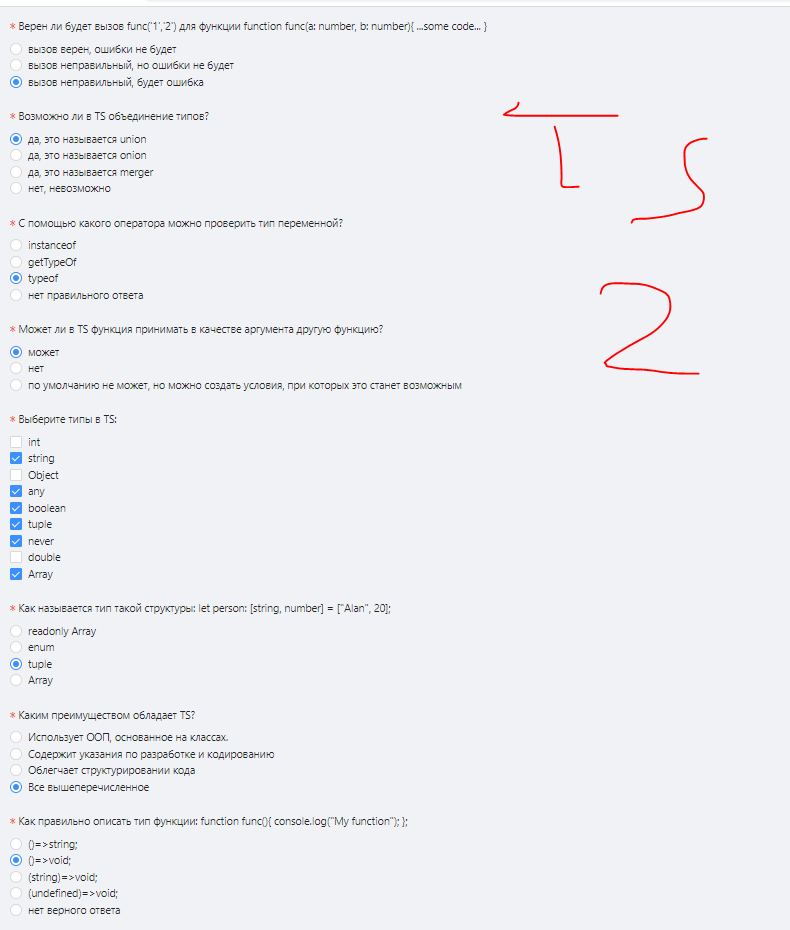 * Верен ли будет вызов func('1','2') для функции function func(a: number, b: number){ ...some code... }
вызов верен, ошибки не будет
вызов неправильный, но ошибки не будет
вызов неправильный, будет ошибка
* Возможно ли в TS объединение типов?
да, это называется union
да, это называется onion
да, это называется merger
нет, невозможно
TS
* С помощью какого оператора можно проверить тип переменной?
instanceof
getTypeOf
typeof
нет правильного ответа
2
* Может ли в TS функция принимать в качестве аргумента другую функцию?
может
нет
по умолчанию не может, но можно создать условия, при которых это станет возможным
* Выберите типы в TS:
int
string
Object
any
boolean
tuple
never
double
Array
* Как называется тип такой структуры: let person: [string, number] = ["Alan", 20];
readonly Array
enum
tuple
Array
* Каким преимуществом обладает TS?
Использует ООП, основанное на классах.
Содержит указания по разработке и кодированию
Облегчает структурировании кода
Все вышеперечисленное
* Как правильно описать тип функции: function func(){ console.log("My function"); };
()=>string;
()=>void;
(string)=>void;
(undefined)=>void;
нет верного ответа